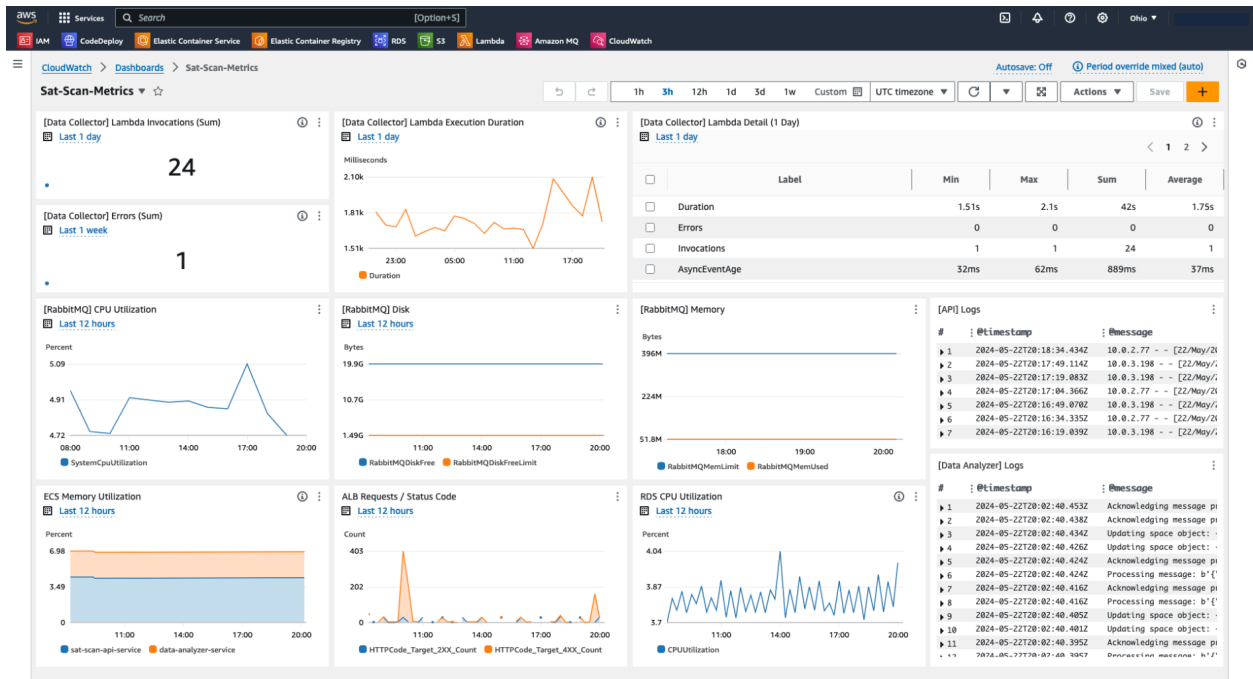 aws
Services
Search
[Option+S]
Ohio ▼
IAM
CodeDeploy
Elastic Container Service
Elastic Container Registry
RDS
S3
Lambda
Amazon MQ
CloudWatch
CloudWatch > Dashboards > Sat-Scan-Metrics
Autosave: Off
Period override mixed (auto)
Sat-Scan-Metrics ▼
1h 3h 12h 1d 3d 1w Custom
UTC timezone ▼
Actions ▼
Save
+
[Data Collector] Lambda Invocations (Sum)
Last 1 day
24
[Data Collector] Errors (Sum)
Last 1 week
1
[Data Collector] Lambda Execution Duration
Last 1 day
Milliseconds
2.10k
1.81k
1.51k
23:00 05:00 11:00 17:00
Duration
[Data Collector] Lambda Detail (1 Day)
Last 1 day
< 1 2 >
Label Min Max Sum Average
Duration 1.51s 2.1s 42s 1.75s
Errors 0 0 0 0
Invocations 1 1 24 1
AsyncEventAge 32ms 62ms 889ms 37ms
[RabbitMQ] CPU Utilization
Last 12 hours
Percent
5.09
4.91
4.72
08:00 11:00 14:00 17:00 20:00
SystemCpuUtilization
[RabbitMQ] Disk
Last 12 hours
Bytes
19.9G
10.7G
1.49G
11:00 14:00 17:00 20:00
RabbitMQDiskFree RabbitMQDiskFreeLimit
[RabbitMQ] Memory
Bytes
396M
224M
51.8M
18:00 19:00 20:00
RabbitMQMemLimit RabbitMQMemUsed
[API] Logs
# @timestamp @message
1 2024-05-22T20:18:34.434Z 10.0.2.77 - - [22/May/20
2 2024-05-22T20:17:49.114Z 10.0.3.198 - - [22/May/2
3 2024-05-22T20:17:19.083Z 10.0.3.198 - - [22/May/2
4 2024-05-22T20:17:04.366Z 10.0.2.77 - - [22/May/20
5 2024-05-22T20:16:49.070Z 10.0.3.198 - - [22/May/2
6 2024-05-22T20:16:34.335Z 10.0.2.77 - - [22/May/20
7 2024-05-22T20:16:19.039Z 10.0.3.198 - - [22/May/2
ECS Memory Utilization
Last 12 hours
Percent
6.98
3.49
0
11:00 14:00 17:00 20:00
sat-scan-api-service data-analyzer-service
ALB Requests / Status Code
Last 12 hours
Count
403
202
0
11:00 14:00 17:00 20:00
HTTPCode_Target_2XX_Count HTTPCode_Target_4XX_Count
RDS CPU Utilization
Last 12 hours
Percent
4.04
3.87
3.7
11:00 14:00 17:00 20:00
CPUUtilization
[Data Analyzer] Logs
# @timestamp @message
1 2024-05-22T20:02:40.453Z Acknowledging message pr
2 2024-05-22T20:02:40.438Z Acknowledging message pr
3 2024-05-22T20:02:40.434Z Updating space object: -
4 2024-05-22T20:02:40.426Z Updating space object: -
5 2024-05-22T20:02:40.424Z Acknowledging message pr
6 2024-05-22T20:02:40.424Z Processing message: b'{'
7 2024-05-22T20:02:40.416Z Acknowledging message pr
8 2024-05-22T20:02:40.416Z Processing message: b'{'
9 2024-05-22T20:02:40.405Z Updating space object: -
10 2024-05-22T20:02:40.401Z Updating space object: -
11 2024-05-22T20:02:40.395Z Acknowledging message pr
12 2024-05-22T20:02:40.395Z Processing message: b'{'